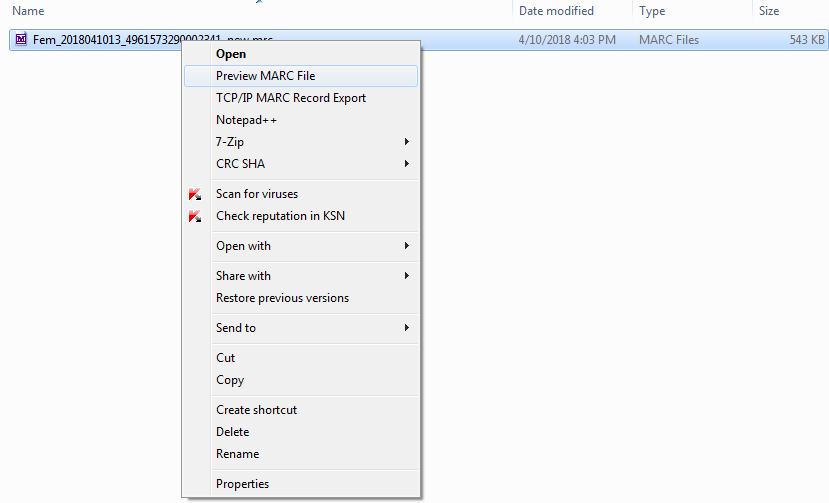 Name Date modified Type Size
Fem_2018041013_4961573290002341_new.mrc 4/10/2018 4:03 PM MARC Files 543 KB
Open
Preview MARC File
TCP/IP MARC Record Export
Notepad++
7-Zip
CRC SHA
Scan for viruses
Check reputation in KSN
Open with
Share with
Restore previous versions
Send to
Cut
Copy
Create shortcut
Delete
Rename
Properties